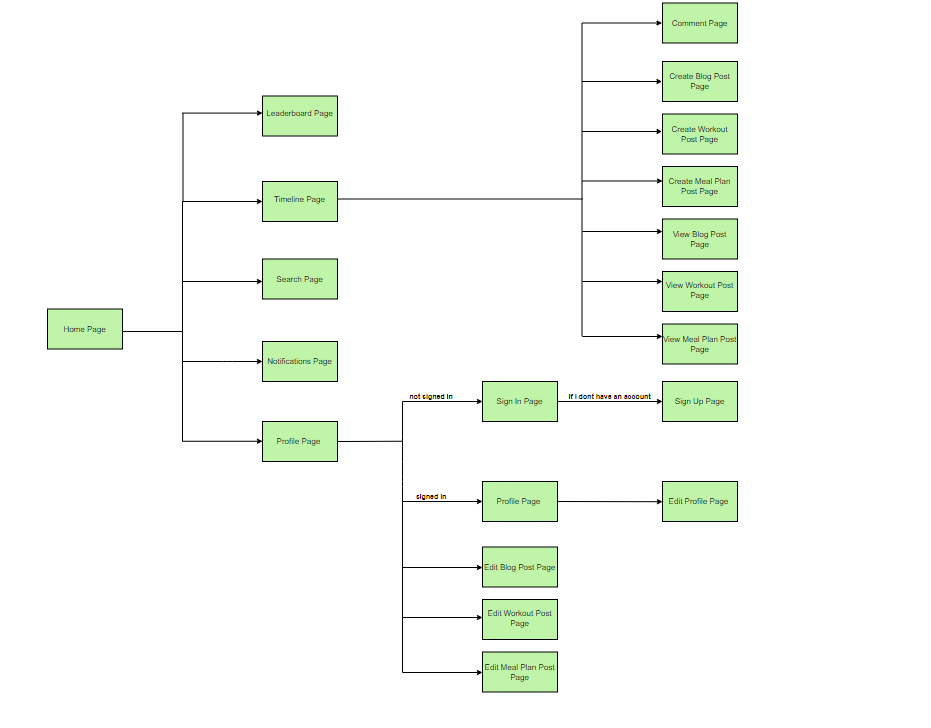 Comment Page
Create Blog Post
Page
Leaderboard Page
Create Workout
Post Page
Create Meal Plan
Post Page
Timeline Page
View Blog Post
Page
Search Page
View Workout Post
Page
Home Page
View Meal Plan Post
Page
Notifications Page
not signed in
Sign In Page
if i dont have an account
Sign Up Page
Profile Page
signed in
Profile Page
Edit Profile Page
Edit Blog Post Page
Edit Workout Post
Page
Edit Meal Plan Post
Page